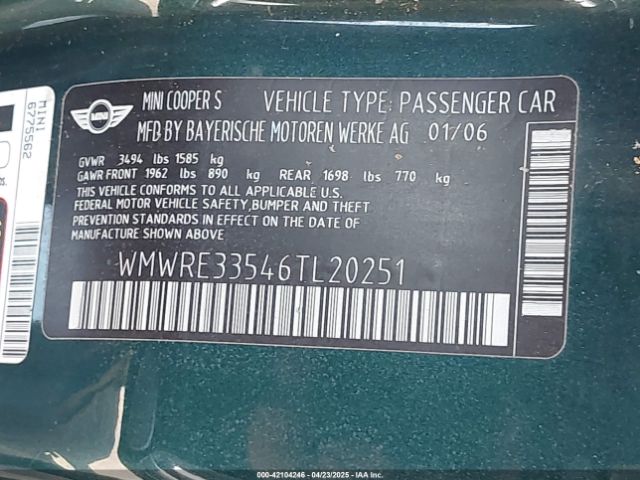 MINI
6775562
MINI
MINI COOPER S VEHICLE TYPE: PASSENGER CAR
MFD BY BAYERISCHE MOTOREN WERKE AG 01/06
GVWR 3494 lbs 1585 kg
GAWR FRONT 1962 lbs 890 kg REAR 1698 lbs 770 kg
THIS VEHICLE CONFORMS TO ALL APPLICABLE U.S.
FEDERAL MOTOR VEHICLE SAFETY,BUMPER AND THEFT
PREVENTION STANDARDS IN EFFECT ON THE DATE OF
MANUFACTURE SHOWN ABOVE
WMWRE33546TL20251
000-42104246 - 04/23/2025 - IAAI.COM